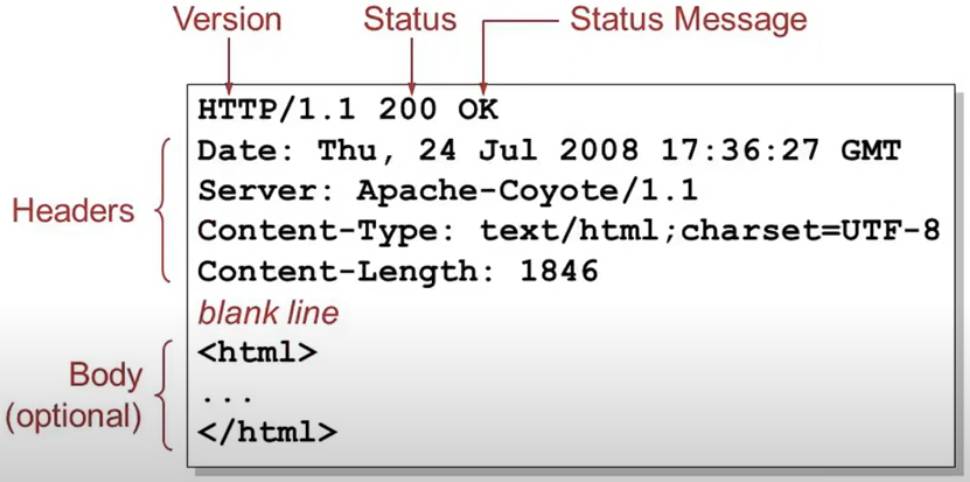 Version Status Status Message
HTTP/1.1 200 OK
Date: Thu, 24 Jul 2008 17:36:27 GMT
Server: Apache-Coyote/1.1
Headers
Content-Type: text/html;charset=UTF-8
Content-Length: 1846
blank line
<html>
Body
(optional)
...
</html>